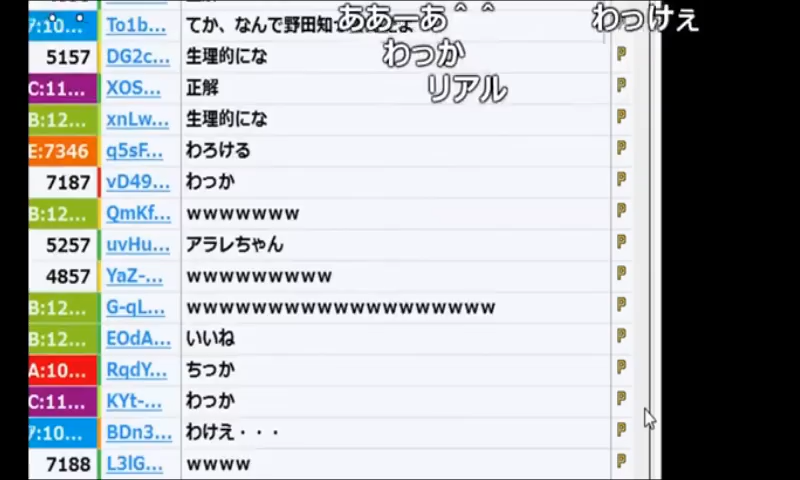 ああーあ＾＾ わっけぇ
わっか
リアル
7:10... To1b... てか、なんで野田知
5157 DG2c... 生理的にな P
C:11... XOS... 正解 P
B:12... xnLw... 生理的にな P
E:7346 q5sF... わろける P
7187 vD49... わっか P
B:12... QmKf... wwwwwww P
5257 uvHu... アラレちゃん P
4857 YaZ-... wwwwwwwww P
B:12... G-qL... wwwwwwwwwwwwwwwwwww P
B:12... EOdA... いいね P
A:10... RqdY... ちっか P
C:11... KYt-... わっか P
7:10... BDn3... わけえ・・・ P
7188 L3lG... wwww P